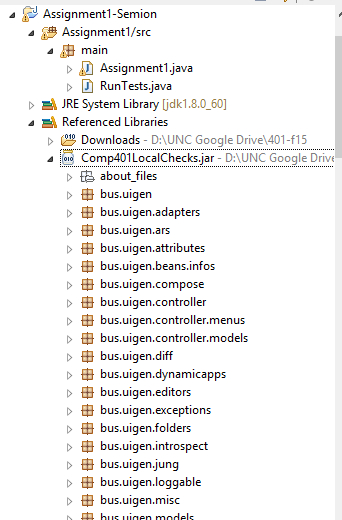 Assignment1-Semion
Assignment1/src
main
Assignment1.java
RunTests.java
JRE System Library [jdk1.8.0_60]
Referenced Libraries
Downloads - D:\UNC Google Drive\401-f15
Comp401LocalChecks.jar - D:\UNC Google Drive
about_files
bus.uigen
bus.uigen.adapters
bus.uigen.ars
bus.uigen.attributes
bus.uigen.beans.infos
bus.uigen.compose
bus.uigen.controller
bus.uigen.controller.menus
bus.uigen.controller.models
bus.uigen.diff
bus.uigen.dynamicapps
bus.uigen.editors
bus.uigen.exceptions
bus.uigen.folders
bus.uigen.introspect
bus.uigen.jung
bus.uigen.loggable
bus.uigen.misc
bus.uigen.models